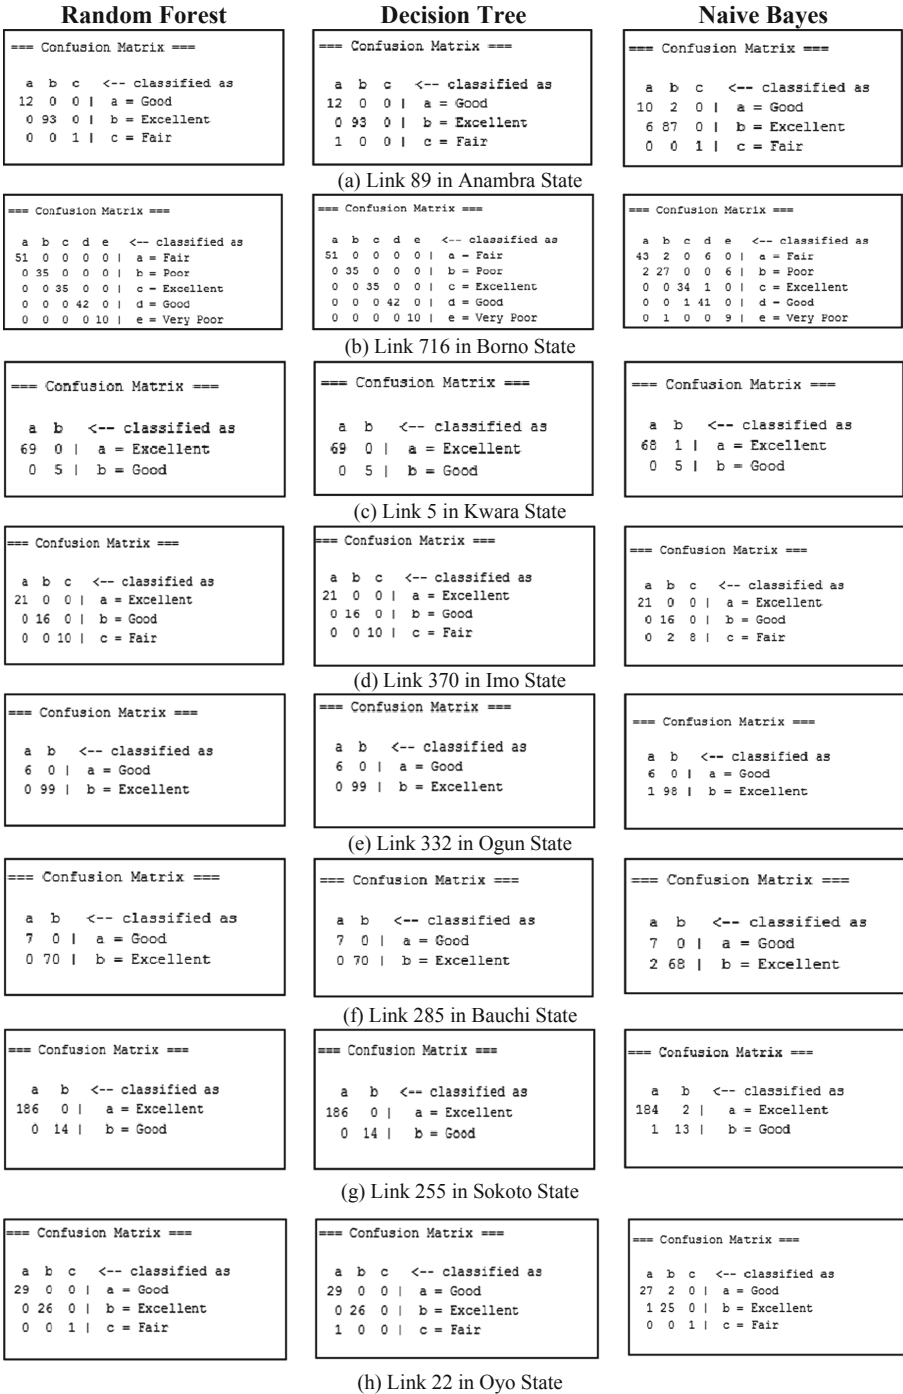 Random Forest
Decision Tree
Naive Bayes
=== Confusion Matrix ===
a b c <-- classified as
12 0 0 | a = Good
0 93 0 | b = Excellent
0 0 1 | c = Fair
=== Confusion Matrix ===
a b c <-- classified as
12 0 0 | a = Good
0 93 0 | b = Excellent
1 0 0 | c = Fair
=== Confusion Matrix ===
a b c <-- classified as
10 2 0 | a = Good
6 87 0 | b = Excellent
0 0 1 | c = Fair
(a) Link 89 in Anambra State
=== Confusion Matrix ===
a b c d e <-- classified as
51 0 0 0 0 | a = Fair
0 35 0 0 0 | b = Poor
0 0 35 0 0 | c = Excellent
0 0 0 42 0 | d = Good
0 0 0 0 10 | e = Very Poor
=== Confusion Matrix ===
a b c d e <-- classified as
51 0 0 0 0 | a = Fair
0 35 0 0 0 | b = Poor
0 0 35 0 0 | c = Excellent
0 0 0 42 0 | d = Good
0 0 0 0 10 | e = Very Poor
=== Confusion Matrix ===
a b c d e <-- classified as
43 2 0 6 0 | a = Fair
2 27 0 0 6 | b = Poor
0 0 34 1 0 | c = Excellent
0 0 1 41 0 | d = Good
0 1 0 0 9 | e = Very Poor
(b) Link 716 in Borno State
=== Confusion Matrix ===
a b <-- classified as
69 0 | a = Excellent
0 5 | b = Good
=== Confusion Matrix ===
a b <-- classified as
69 0 | a = Excellent
0 5 | b = Good
=== Confusion Matrix ===
a b <-- classified as
68 1 | a = Excellent
0 5 | b = Good
(c) Link 5 in Kwara State
=== Confusion Matrix ===
a b c <-- classified as
21 0 0 | a = Excellent
0 16 0 | b = Good
0 0 10 | c = Fair
=== Confusion Matrix ===
a b c <-- classified as
21 0 0 | a = Excellent
0 16 0 | b = Good
0 0 10 | c = Fair
=== Confusion Matrix ===
a b c <-- classified as
21 0 0 | a = Excellent
0 16 0 | b = Good
0 2 8 | c = Fair
(d) Link 370 in Imo State
=== Confusion Matrix ===
a b <-- classified as
6 0 | a = Good
0 99 | b = Excellent
=== Confusion Matrix ===
a b <-- classified as
6 0 | a = Good
0 99 | b = Excellent
=== Confusion Matrix ===
a b <-- classified as
6 0 | a = Good
1 98 | b = Excellent
(e) Link 332 in Ogun State
=== Confusion Matrix ===
a b <-- classified as
7 0 | a = Good
0 70 | b = Excellent
=== Confusion Matrix ===
a b <-- classified as
7 0 | a = Good
0 70 | b = Excellent
=== Confusion Matrix ===
a b <-- classified as
7 0 | a = Good
2 68 | b = Excellent
(f) Link 285 in Bauchi State
=== Confusion Matrix ===
a b <-- classified as
186 0 | a = Excellent
0 14 | b = Good
=== Confusion Matrix ===
a b <-- classified as
186 0 | a = Excellent
0 14 | b = Good
=== Confusion Matrix ===
a b <-- classified as
184 2 | a = Excellent
1 13 | b = Good
(g) Link 255 in Sokoto State
=== Confusion Matrix ===
a b c <-- classified as
29 0 0 | a = Good
0 26 0 | b = Excellent
0 0 1 | c = Fair
=== Confusion Matrix ===
a b c <-- classified as
29 0 0 | a = Good
0 26 0 | b = Excellent
1 0 0 | c = Fair
=== Confusion Matrix ===
a b c <-- classified as
27 2 0 | a = Good
1 25 0 | b = Excellent
0 0 1 | c = Fair
(h) Link 22 in Oyo State